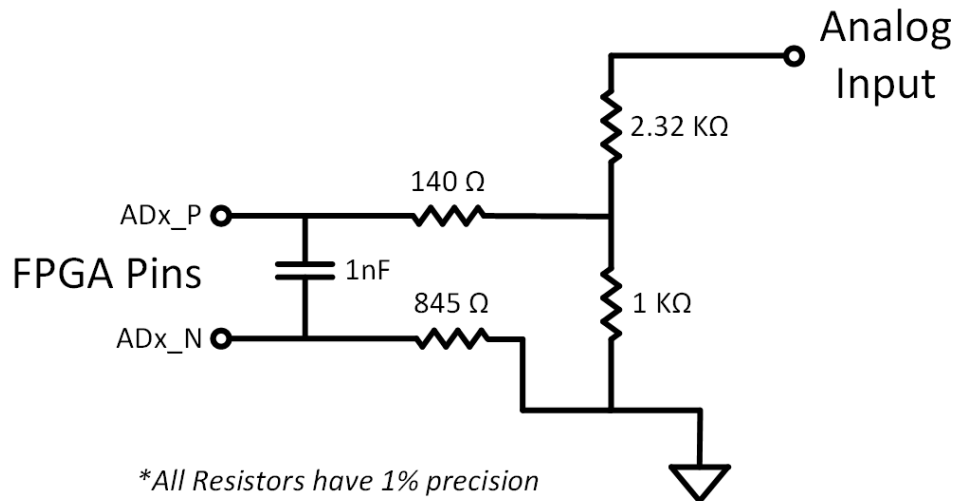 Analog
Input
2.32 KΩ
140 Ω
ADx_P
FPGA Pins
1nF
845 Ω
1 KΩ
ADx_N
*All Resistors have 1% precision